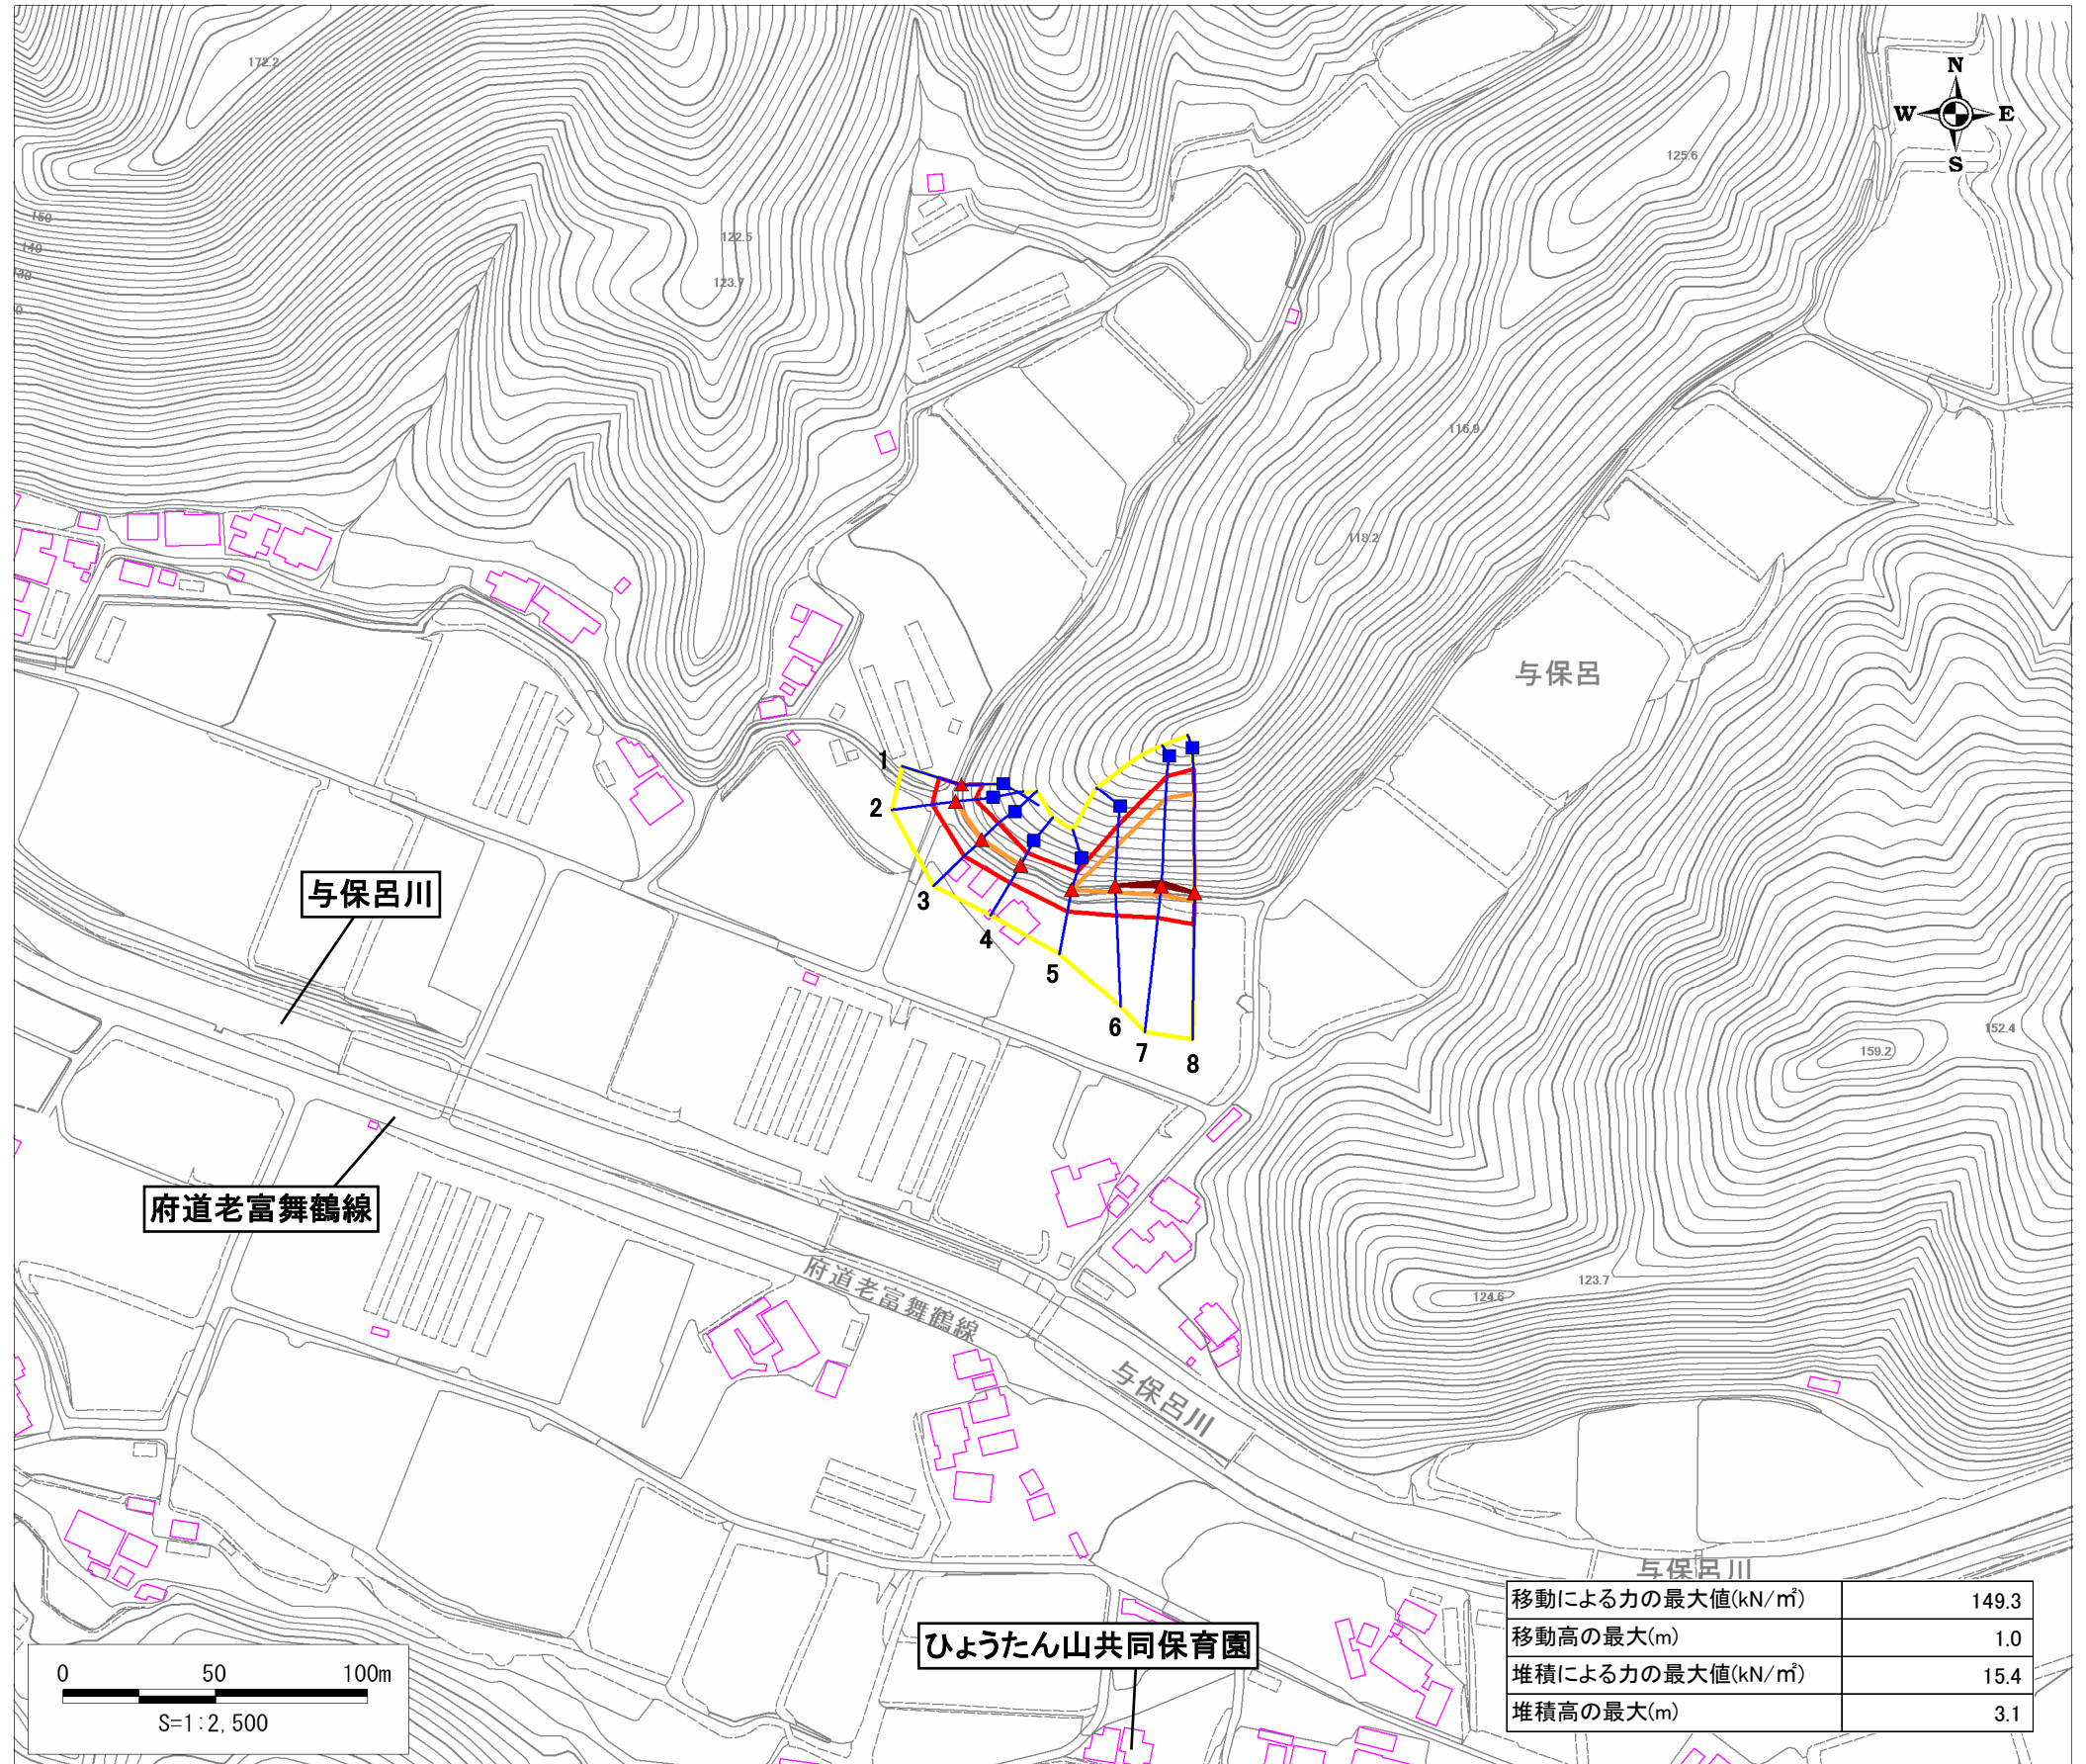 172.2
N
W E
S
125.6
150
140
122.5
123.7
116.9
118.2
与保呂
1
2
3
4
5
6
7
8
与保呂川
159.2
152.4
府道老富舞鶴線
府道老富舞鶴線
123.7
124.6
与保呂川
与保呂川
ひょうたん山共同保育園
移動による力の最大値(kN/㎡) 149.3
移動高の最大(m) 1.0
堆積による力の最大値(kN/㎡) 15.4
堆積高の最大(m) 3.1
0 50 100m
S=1:2,500